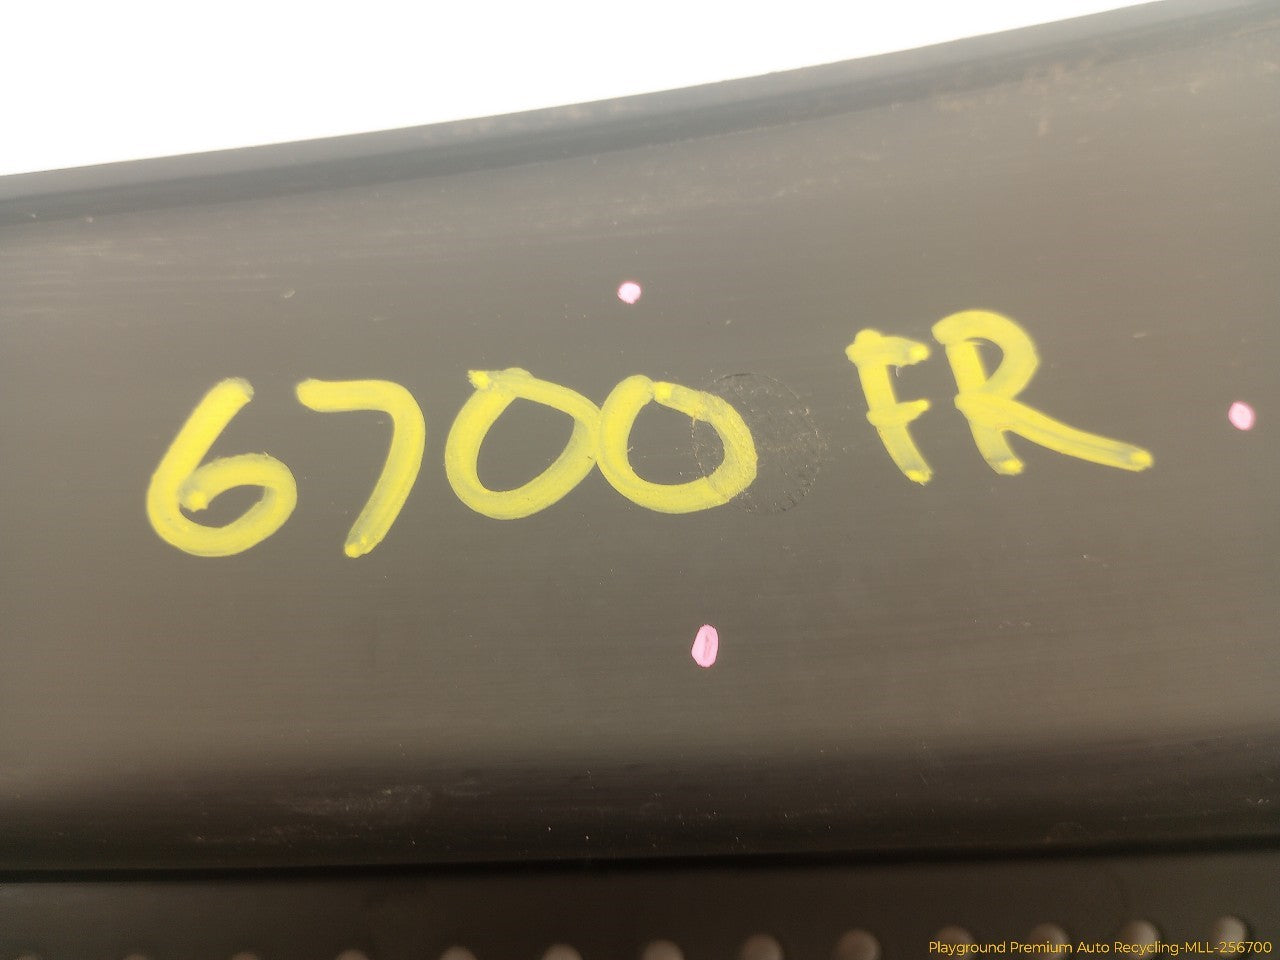 6700 FR
Playground Premium Auto Recycling-MLL-256700